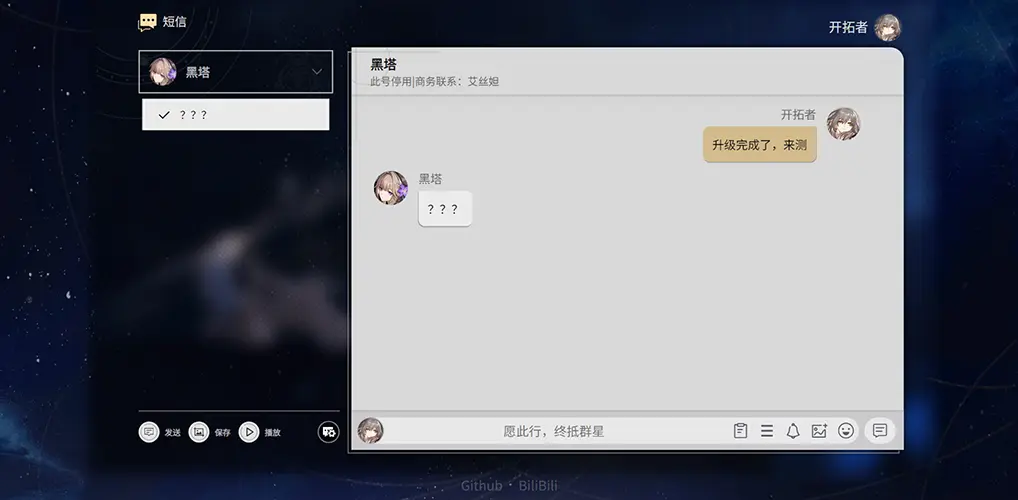 短信
开拓者
黑塔
？？？
黑塔
此号停用|商务联系：艾丝妲
开拓者
升级完成了，来测
黑塔
？？？
发送
保存
播放
愿此行，终抵群星
Github · BiliBili